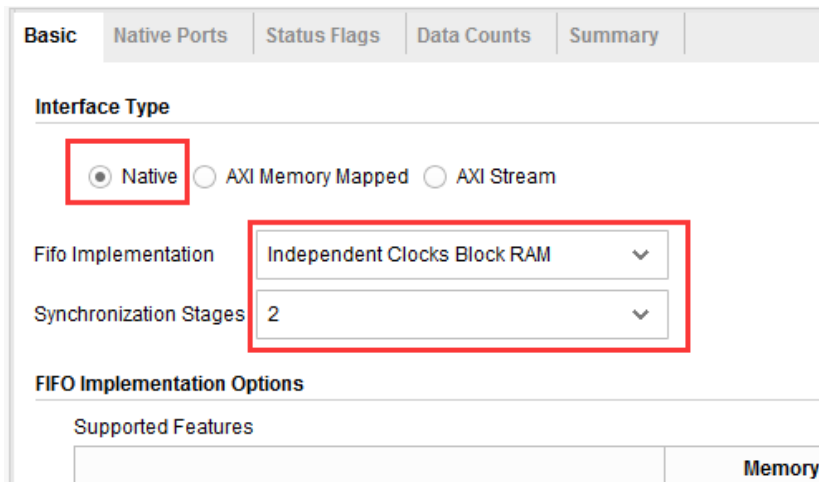 Basic Native Ports Status Flags Data Counts Summary
Interface Type
Native AXI Memory Mapped AXI Stream
Fifo Implementation Independent Clocks Block RAM
Synchronization Stages 2
FIFO Implementation Options
Supported Features
Memory